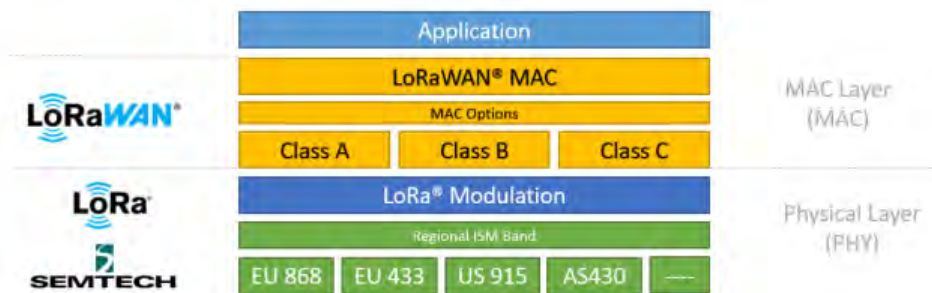 Application
LoRaWAN® MAC
MAC Options
Class A Class B Class C
LoRaWAN®
MAC Layer
(MAC)
LoRa® Modulation
Regional ISM Band
EU 868 EU 433 US 915 AS430 ----
LoRa®
SEMTECH
Physical Layer
(PHY)